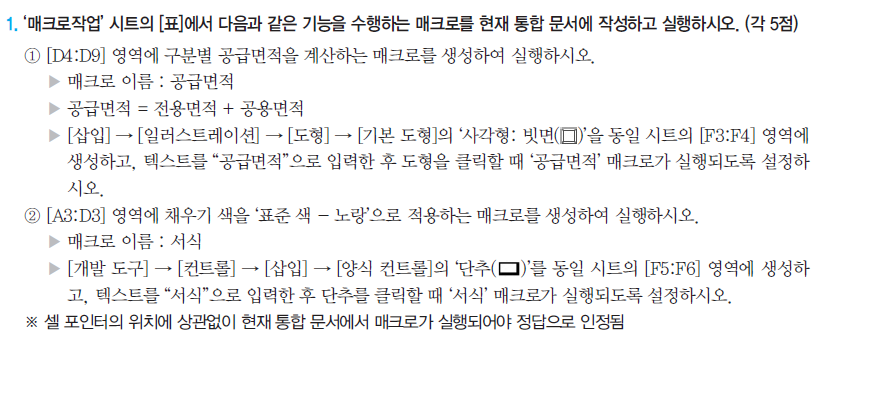 1. ‘매크로작업’ 시트의 [표]에서 다음과 같은 기능을 수행하는 매크로를 현재 통합 문서에 작성하고 실행하시오. (각 5점)
① [D4:D9] 영역에 구분별 공급면적을 계산하는 매크로를 생성하여 실행하시오.
▶ 매크로 이름 : 공급면적
▶ 공급면적 = 전용면적 + 공용면적
▶ [삽입] → [일러스트레이션] → [도형] → [기본 도형]의 ‘사각형: 빗면(□)’을 동일 시트의 [F3:F4] 영역에
생성하고, 텍스트를 “공급면적”으로 입력한 후 도형을 클릭할 때 ‘공급면적’ 매크로가 실행되도록 설정하
시오.
② [A3:D3] 영역에 채우기 색을 ‘표준 색 – 노랑’으로 적용하는 매크로를 생성하여 실행하시오.
▶ 매크로 이름 : 서식
▶ [개발 도구] → [컨트롤] → [삽입] → [양식 컨트롤]의 ‘단추(▭)’를 동일 시트의 [F5:F6] 영역에 생성하
고, 텍스트를 “서식”으로 입력한 후 단추를 클릭할 때 ‘서식’ 매크로가 실행되도록 설정하시오.
※ 셀 포인터의 위치에 상관없이 현재 통합 문서에서 매크로가 실행되어야 정답으로 인정됨